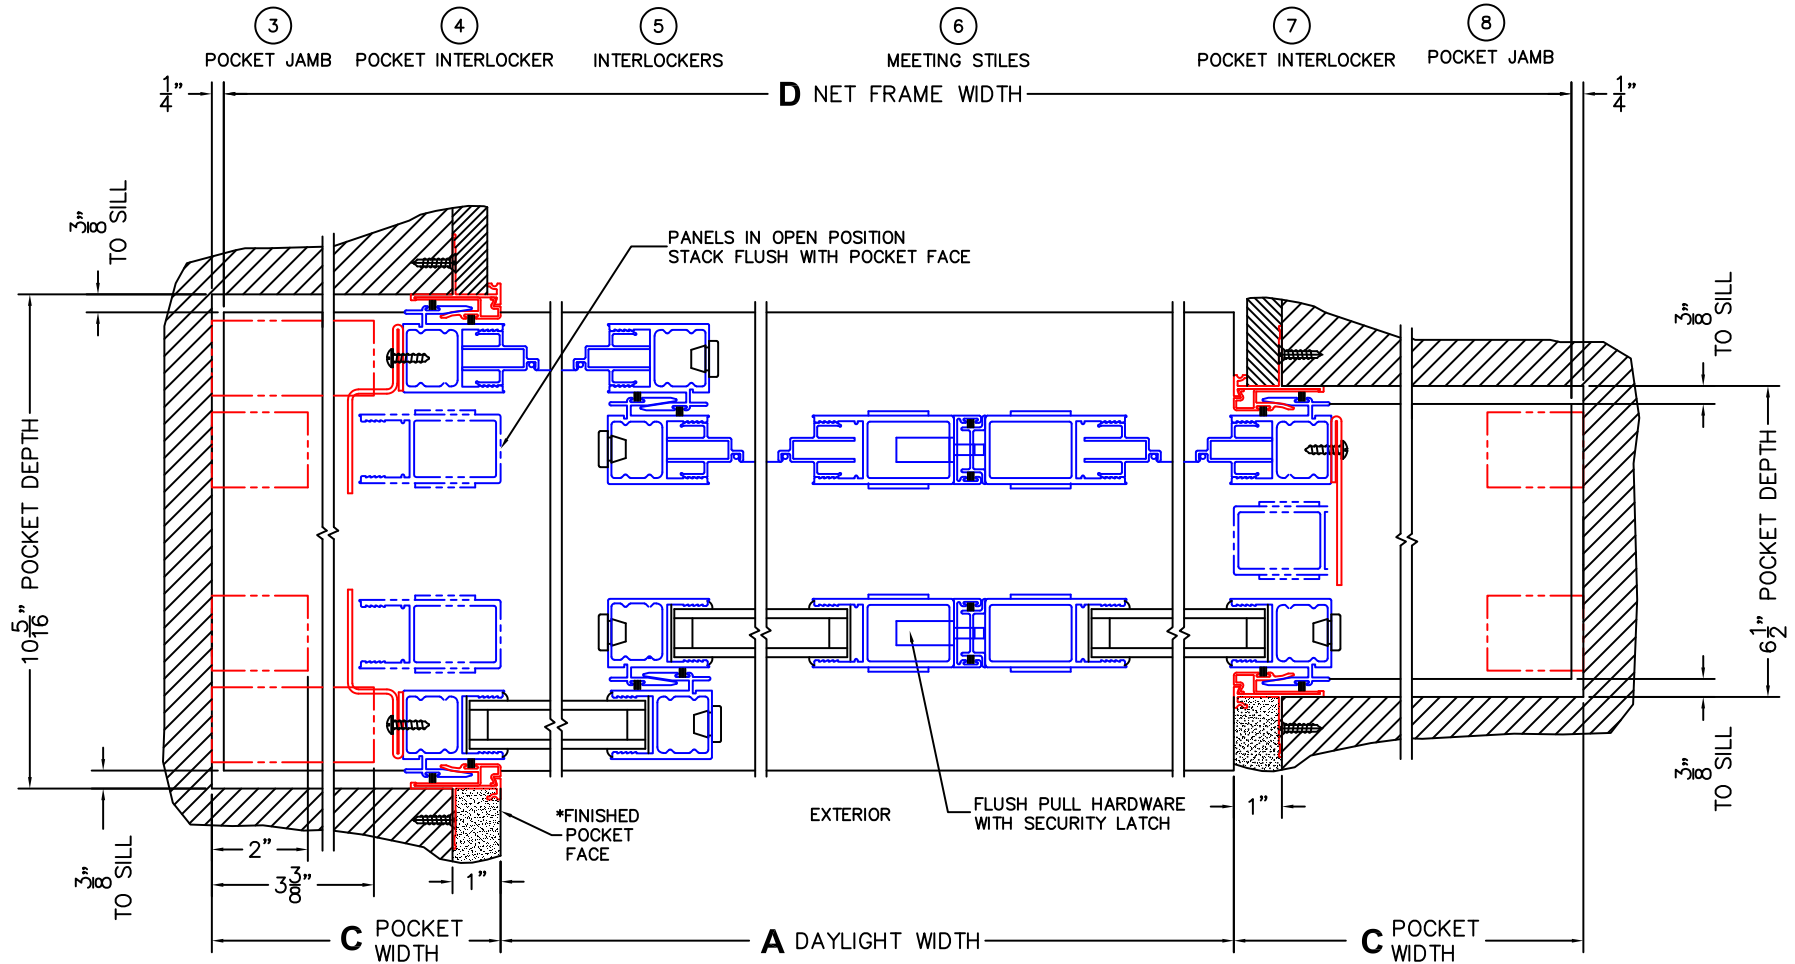 3
4
5
6
7
8
POCKET JAMB
POCKET INTERLOCKER
INTERLOCKERS
MEETING STILES
POCKET INTERLOCKER
POCKET JAMB
1/4"
D NET FRAME WIDTH
1/4"
3/8"
TO SILL
PANELS IN OPEN POSITION
STACK FLUSH WITH POCKET FACE
3/8"
TO SILL
10 5/16" POCKET DEPTH
6 1/2" POCKET DEPTH
3/8"
TO SILL
3/8"
TO SILL
*FINISHED
POCKET
FACE
EXTERIOR
FLUSH PULL HARDWARE
WITH SECURITY LATCH
1"
2"
3 3/8"
1"
C POCKET
WIDTH
A DAYLIGHT WIDTH
C POCKET
WIDTH